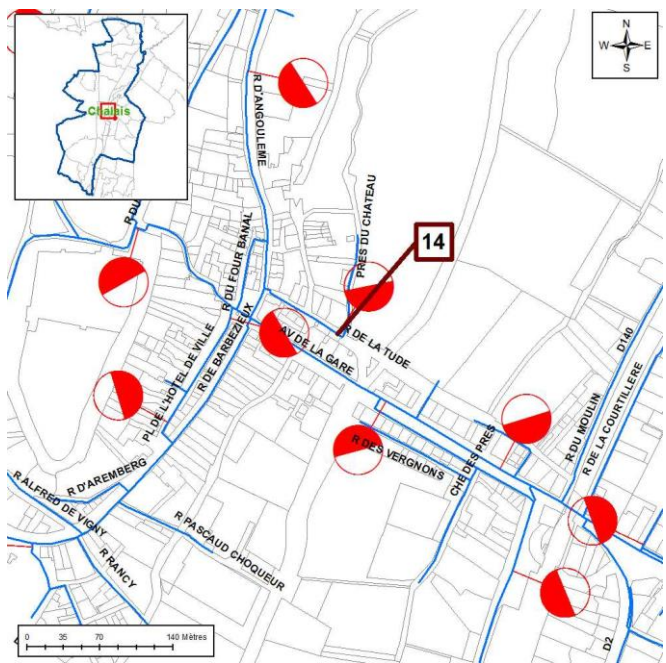 N
W E
S
Chalais
R D'ANGOULEME
R DU
R DU FOUR BANAL
PRES DU CHATEAU
14
R DE LA TUDE
AV DE LA GARE
R DE BARBEZIEUX
PL DE L'HOTEL DE VILLE
D140
R DU MOULIN
R DE LA COURTILLERE
R DES VERGNONS
CHE DES PRES
R D'AREMBERG
R ALFRED DE VIGNY
R PASCAUD CHOQUEUR
R RANCY
D2
0 35 70 140 Mètres